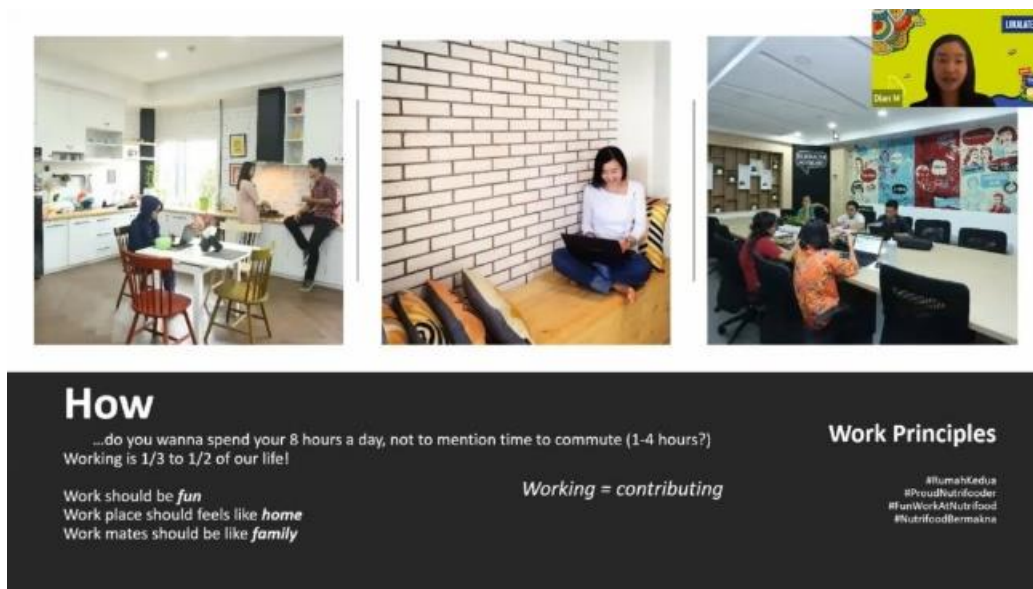 LOKALATE
Dian M
How
...do you wanna spend your 8 hours a day, not to mention time to commute (1-4 hours?)
Working is 1/3 to 1/2 of our life!
Work should be fun
Work place should feels like home
Work mates should be like family
Working = contributing
Work Principles
#RumahKedua
#ProudNutrifooder
#FunWorkAtNutrifood
#NutrifoodBermakna